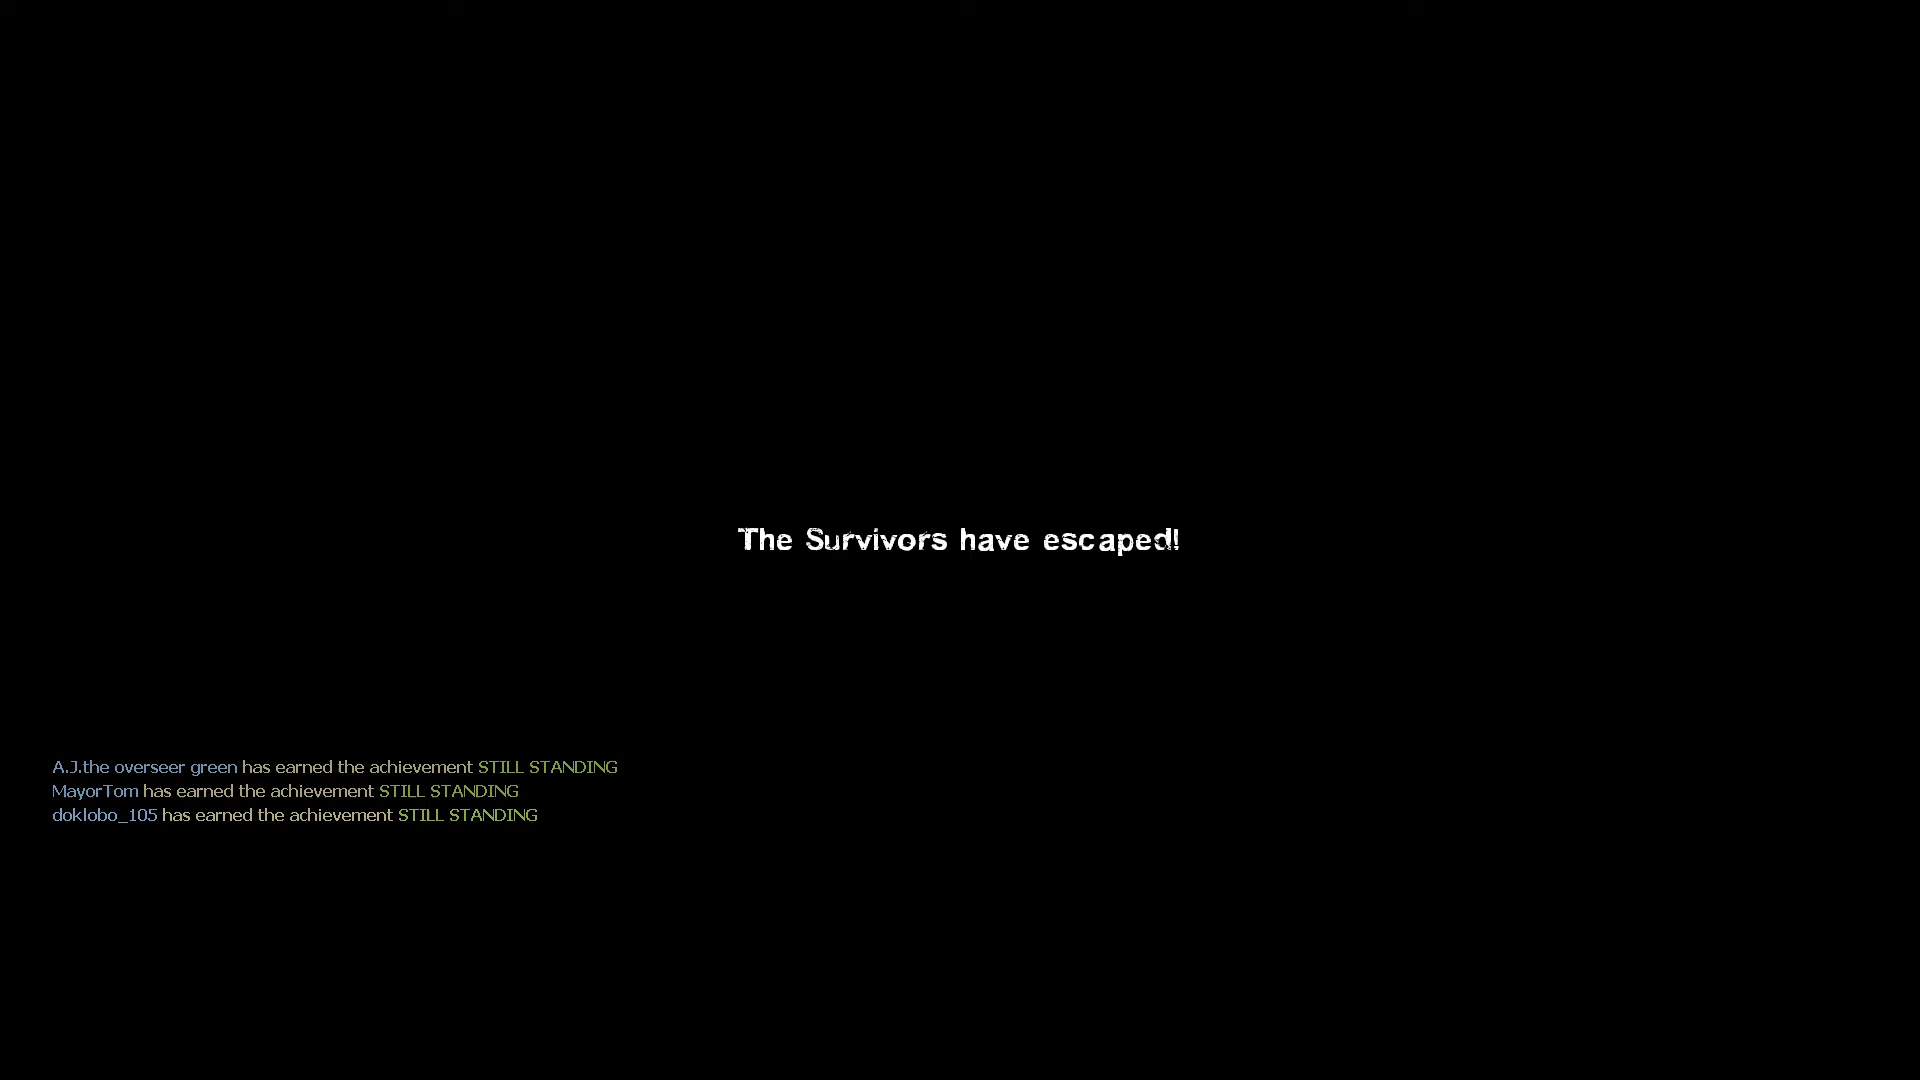 The Survivors have escaped!
A.J.the overseer green has earned the achievement STILL STANDING
MayorTom has earned the achievement STILL STANDING
doklobo_105 has earned the achievement STILL STANDING